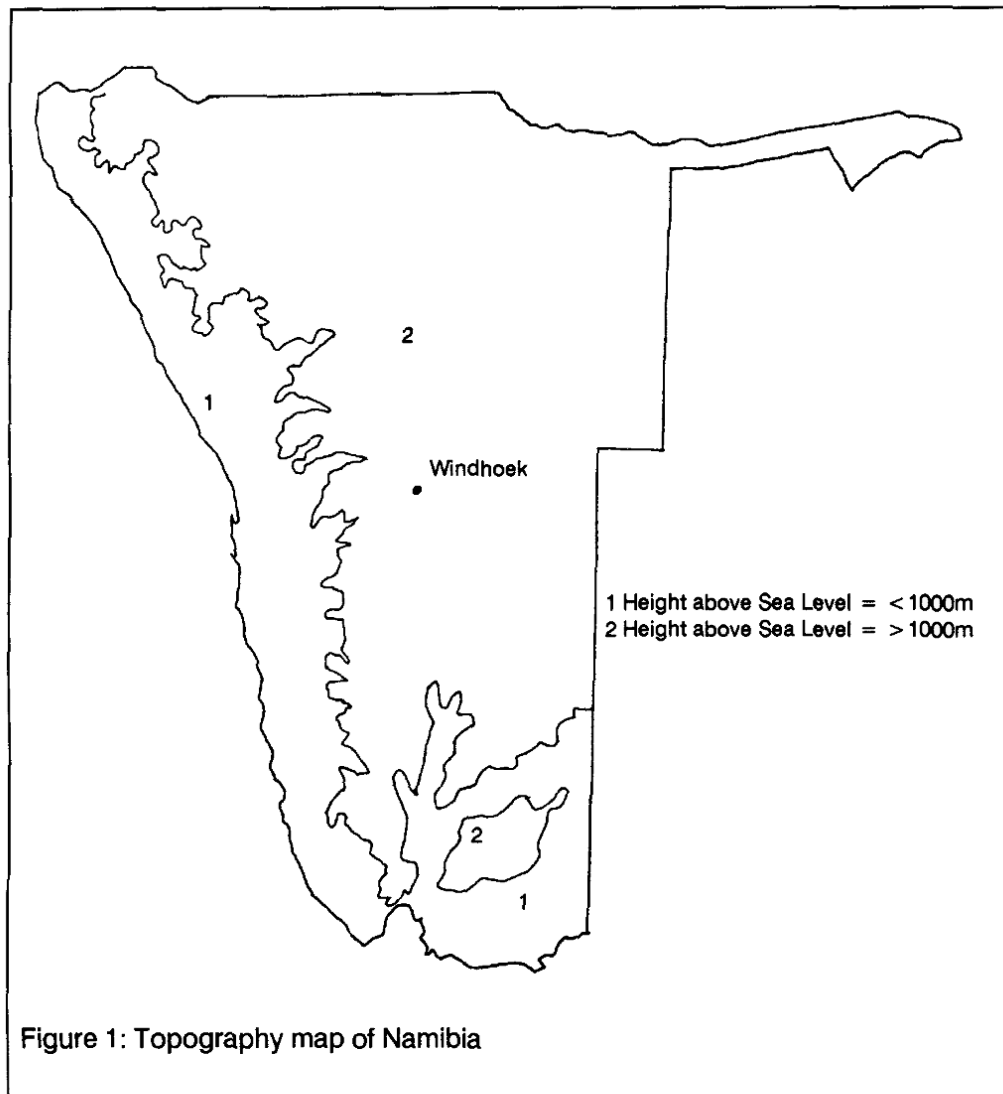 2
1
Windhoek
1 Height above Sea Level = < 1000m
2 Height above Sea Level = > 1000m
2
1
Figure 1: Topography map of Namibia